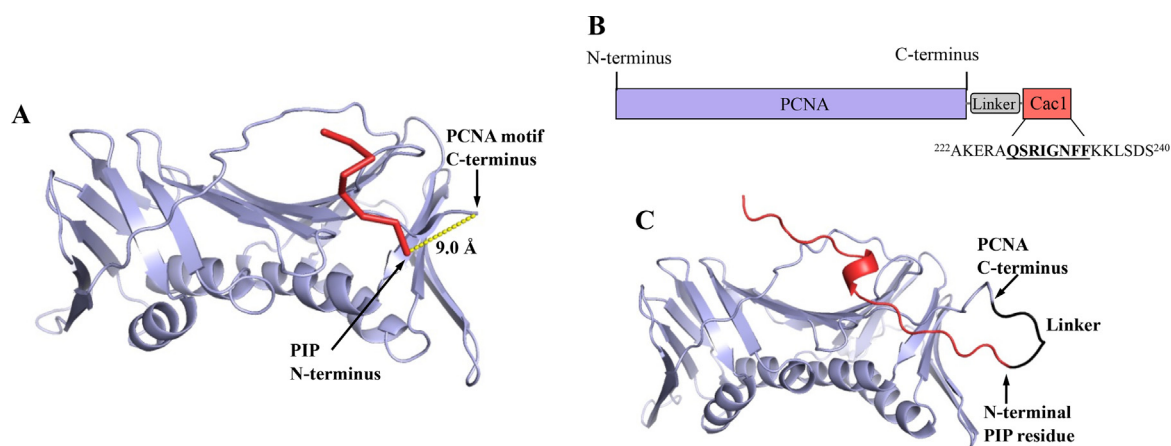 A
PCNA motif
C-terminus
9.0 Å
PIP
N-terminus
B
N-terminus
C-terminus
PCNA
Linker
Cac1
²²²AKERAQSRIGNFFKKLSDS²⁴⁰
C
PCNA
C-terminus
Linker
N-terminal
PIP residue